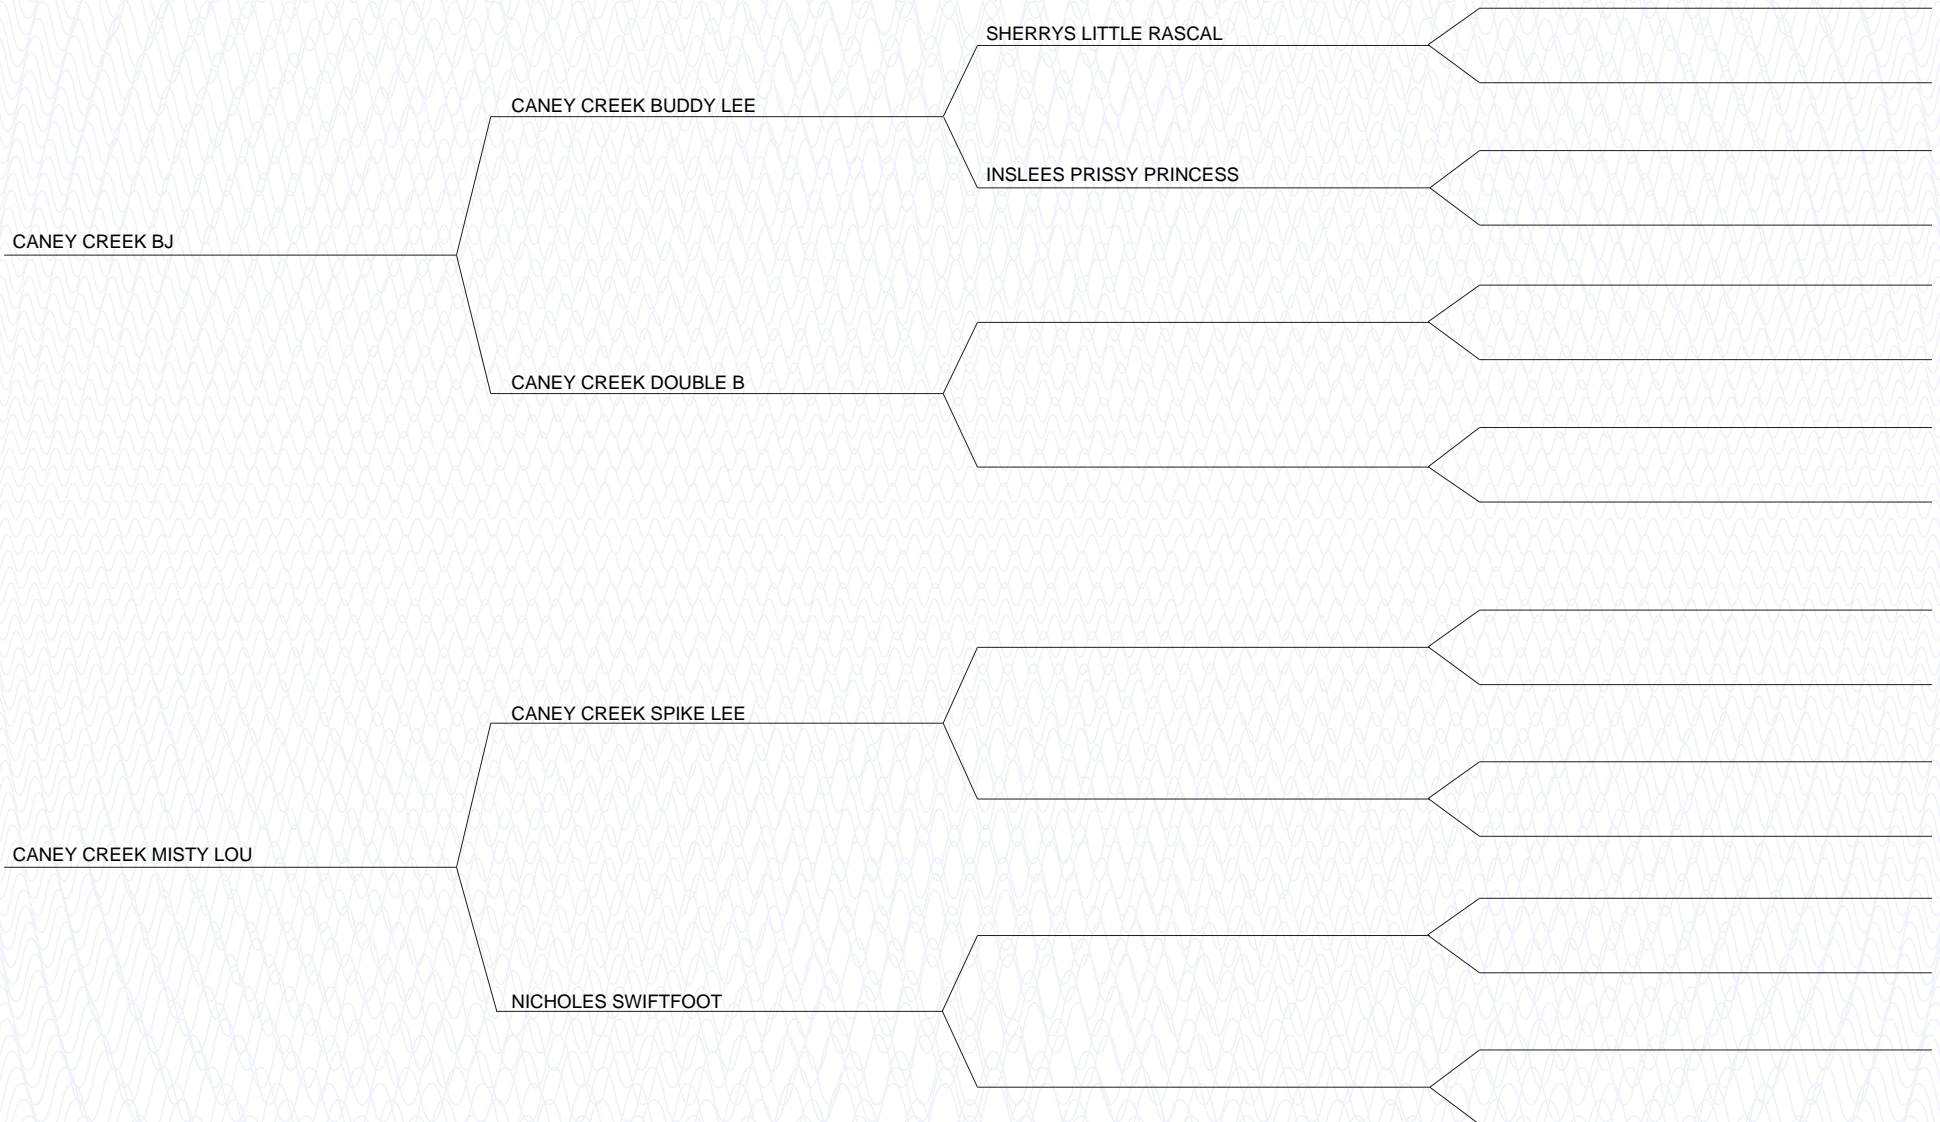 SHERRYS LITTLE RASCAL
CANEY CREEK BUDDY LEE
INSLEES PRISSY PRINCESS
CANEY CREEK BJ
CANEY CREEK DOUBLE B
CANEY CREEK SPIKE LEE
CANEY CREEK MISTY LOU
NICHOLES SWIFTFOOT